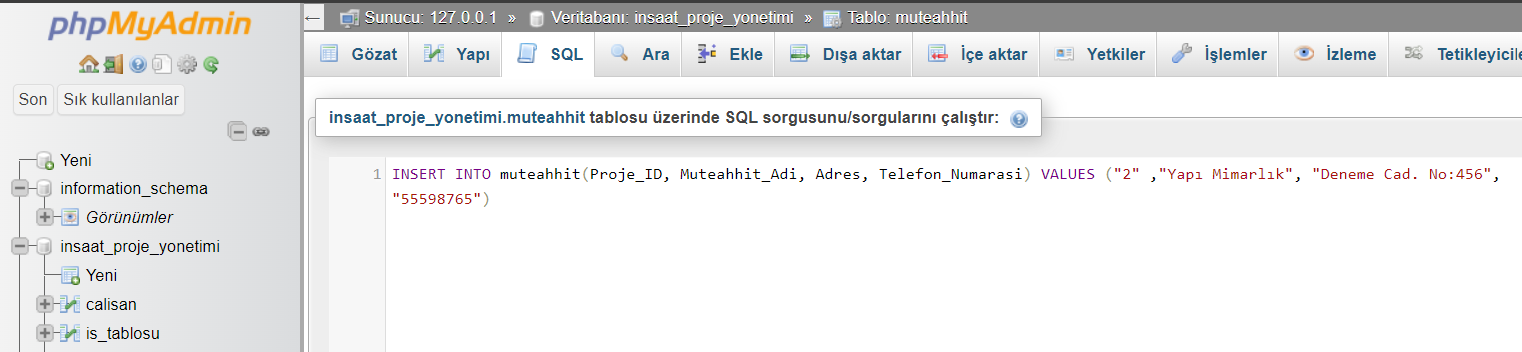 phpMyAdmin
Son Sık kullanılanlar
Yeni
information_schema
Görünümler
insaat_proje_yonetimi
Yeni
calisan
is_tablosu
← Sunucu: 127.0.0.1 » Veritabanı: insaat_proje_yonetimi » Tablo: muteahhit
Gözat Yapı SQL Ara Ekle Dışa aktar İçe aktar Yetkiler İşlemler İzleme Tetikleyicile
insaat_proje_yonetimi.muteahhit tablosu üzerinde SQL sorgusunu/sorgularını çalıştır:
1 INSERT INTO muteahhit(Proje_ID, Muteahhit_Adi, Adres, Telefon_Numarasi) VALUES ("2" ,"Yapı Mimarlık", "Deneme Cad. No:456",
"55598765")